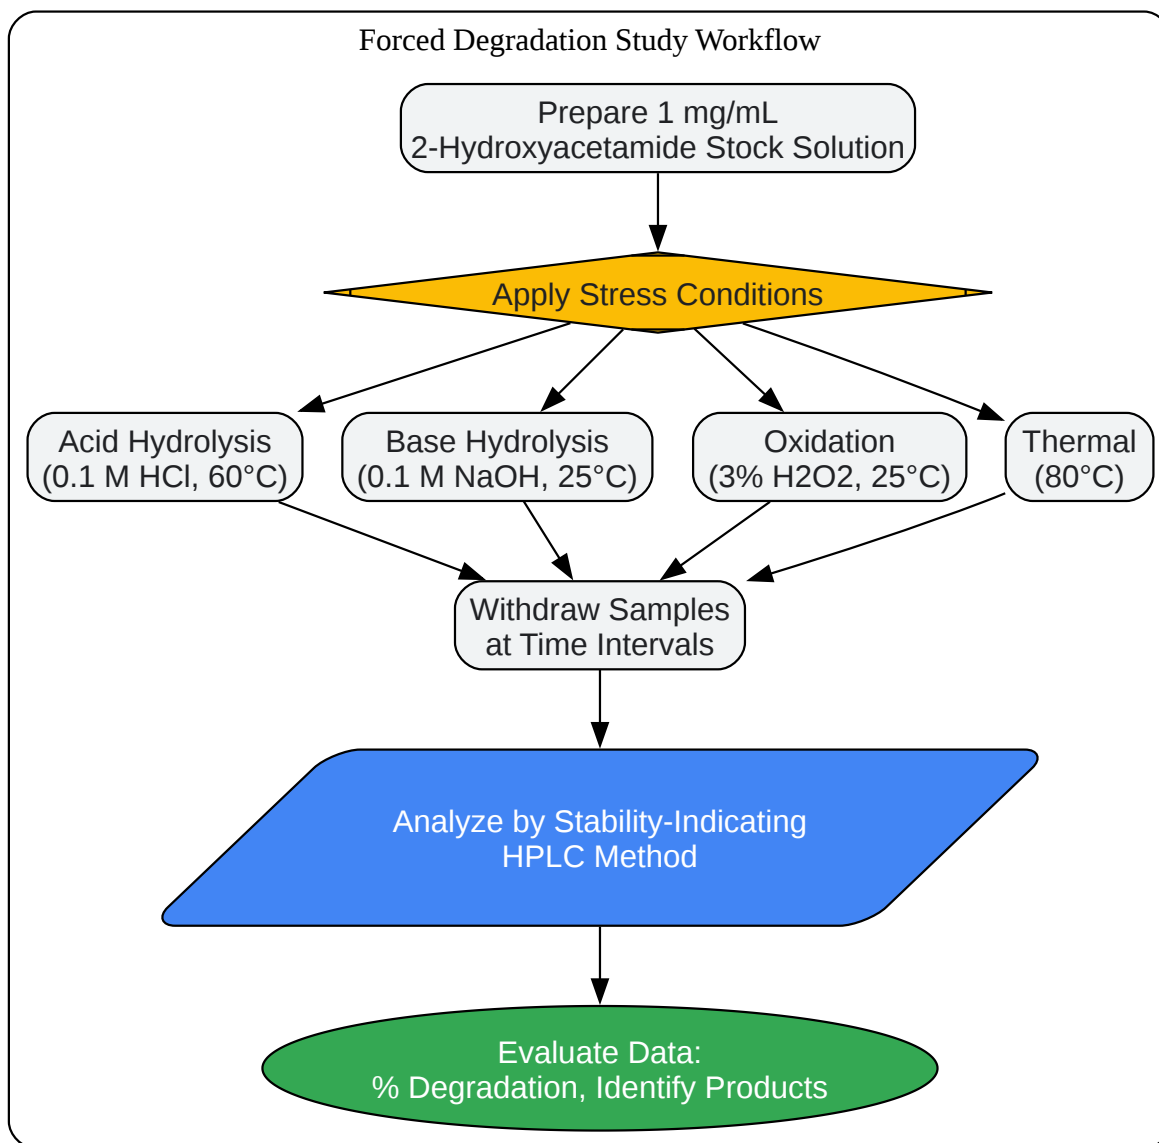 Forced Degradation Study Workflow
Prepare 1 mg/mL
2-Hydroxyacetamide Stock Solution
Apply Stress Conditions
Acid Hydrolysis
(0.1 M HCl, 60°C)
Base Hydrolysis
(0.1 M NaOH, 25°C)
Oxidation
(3% H2O2, 25°C)
Thermal
(80°C)
Withdraw Samples
at Time Intervals
Analyze by Stability-Indicating
HPLC Method
Evaluate Data:
% Degradation, Identify Products